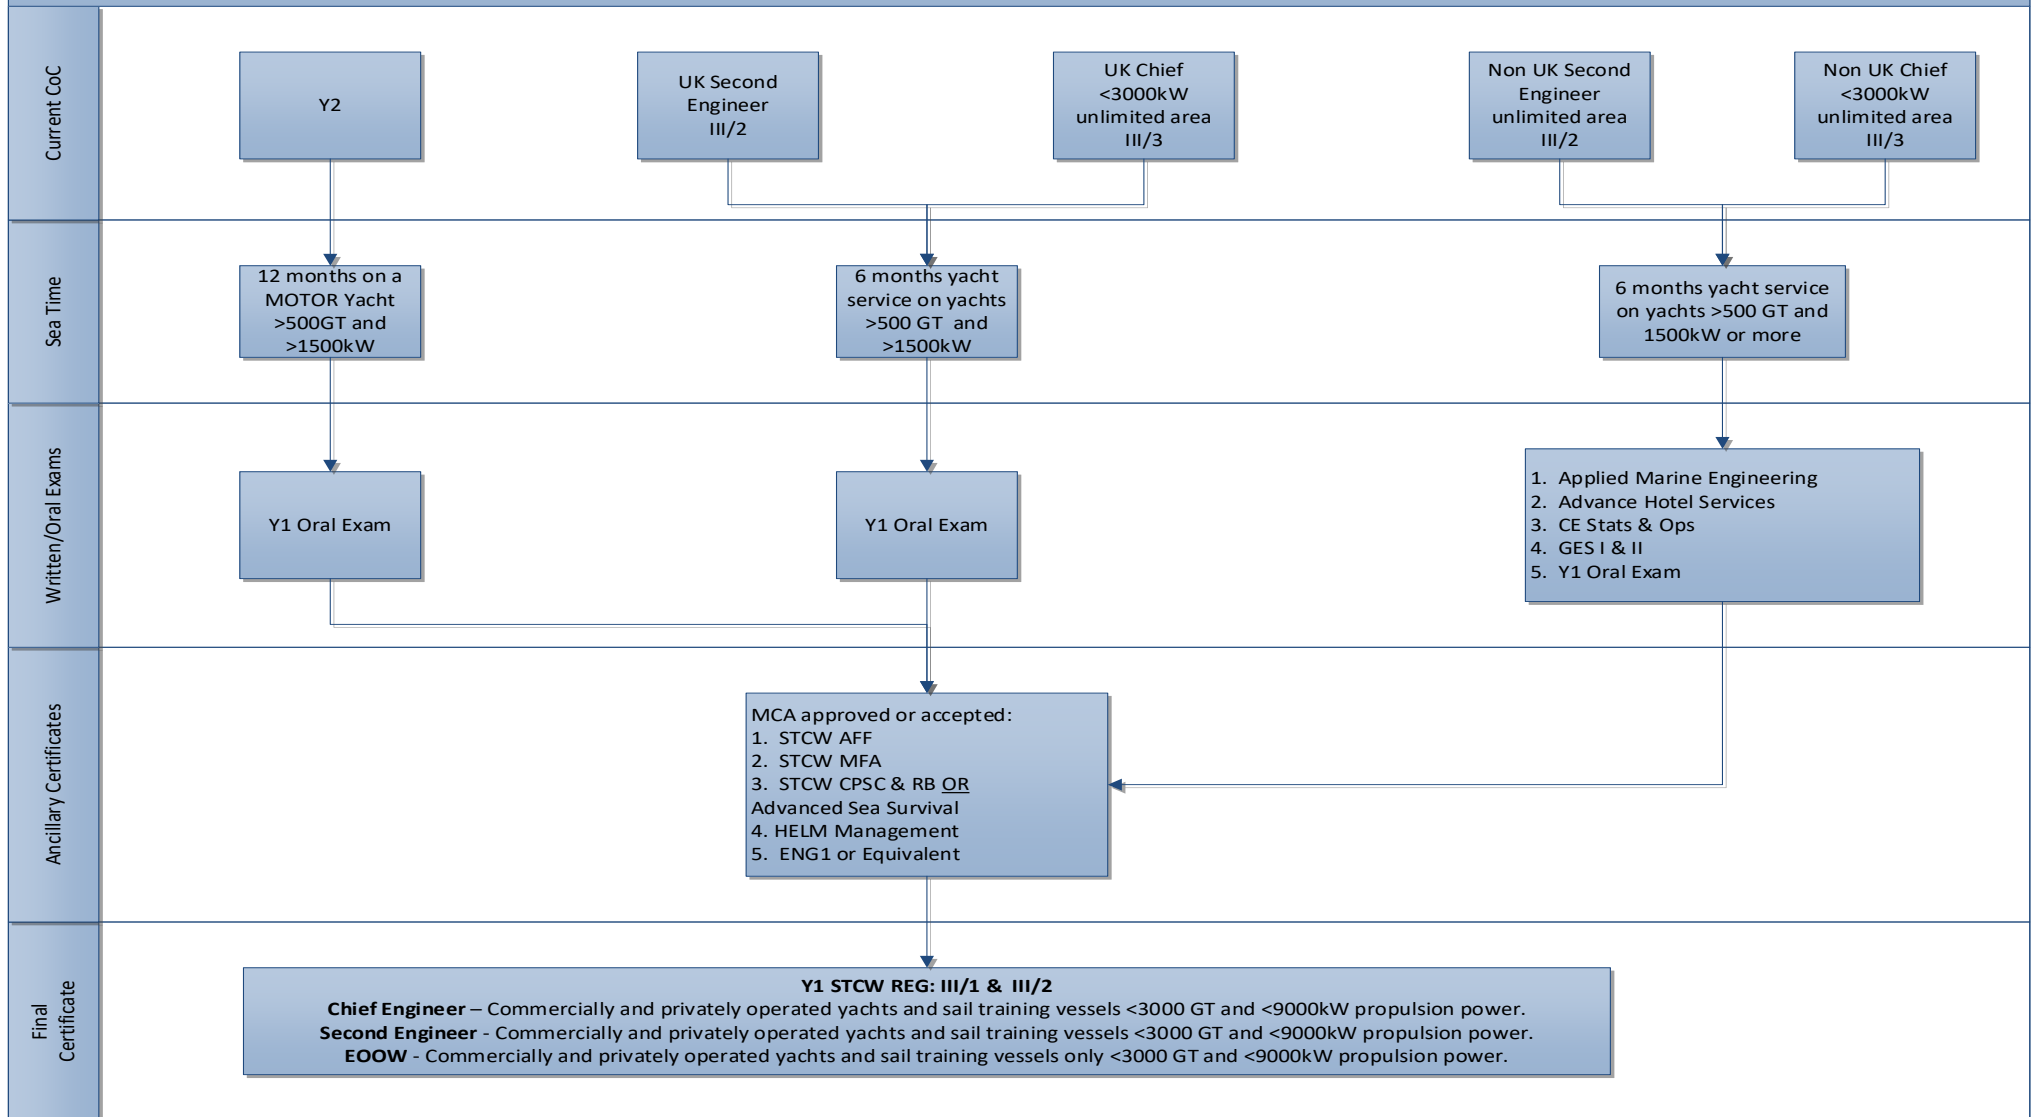 Current CoC
Y2
UK Second
Engineer
III/2
UK Chief
<3000kW
unlimited area
III/3
Non UK Second
Engineer
unlimited area
III/2
Non UK Chief
<3000kW
unlimited area
III/3
Sea Time
12 months on a
MOTOR Yacht
>500GT and
>1500kW
6 months yacht
service on yachts
>500 GT and
>1500kW
6 months yacht service
on yachts >500 GT and
1500kW or more
Written/Oral Exams
Y1 Oral Exam
Y1 Oral Exam
1. Applied Marine Engineering
2. Advance Hotel Services
3. CE Stats & Ops
4. GES I & II
5. Y1 Oral Exam
Ancillary Certificates
MCA approved or accepted:
1. STCW AFF
2. STCW MFA
3. STCW CPSC & RB OR
Advanced Sea Survival
4. HELM Management
5. ENG1 or Equivalent
Final
Certificate
Y1 STCW REG: III/1 & III/2
Chief Engineer – Commercially and privately operated yachts and sail training vessels <3000 GT and <9000kW propulsion power.
Second Engineer - Commercially and privately operated yachts and sail training vessels <3000 GT and <9000kW propulsion power.
EOOW - Commercially and privately operated yachts and sail training vessels only <3000 GT and <9000kW propulsion power.